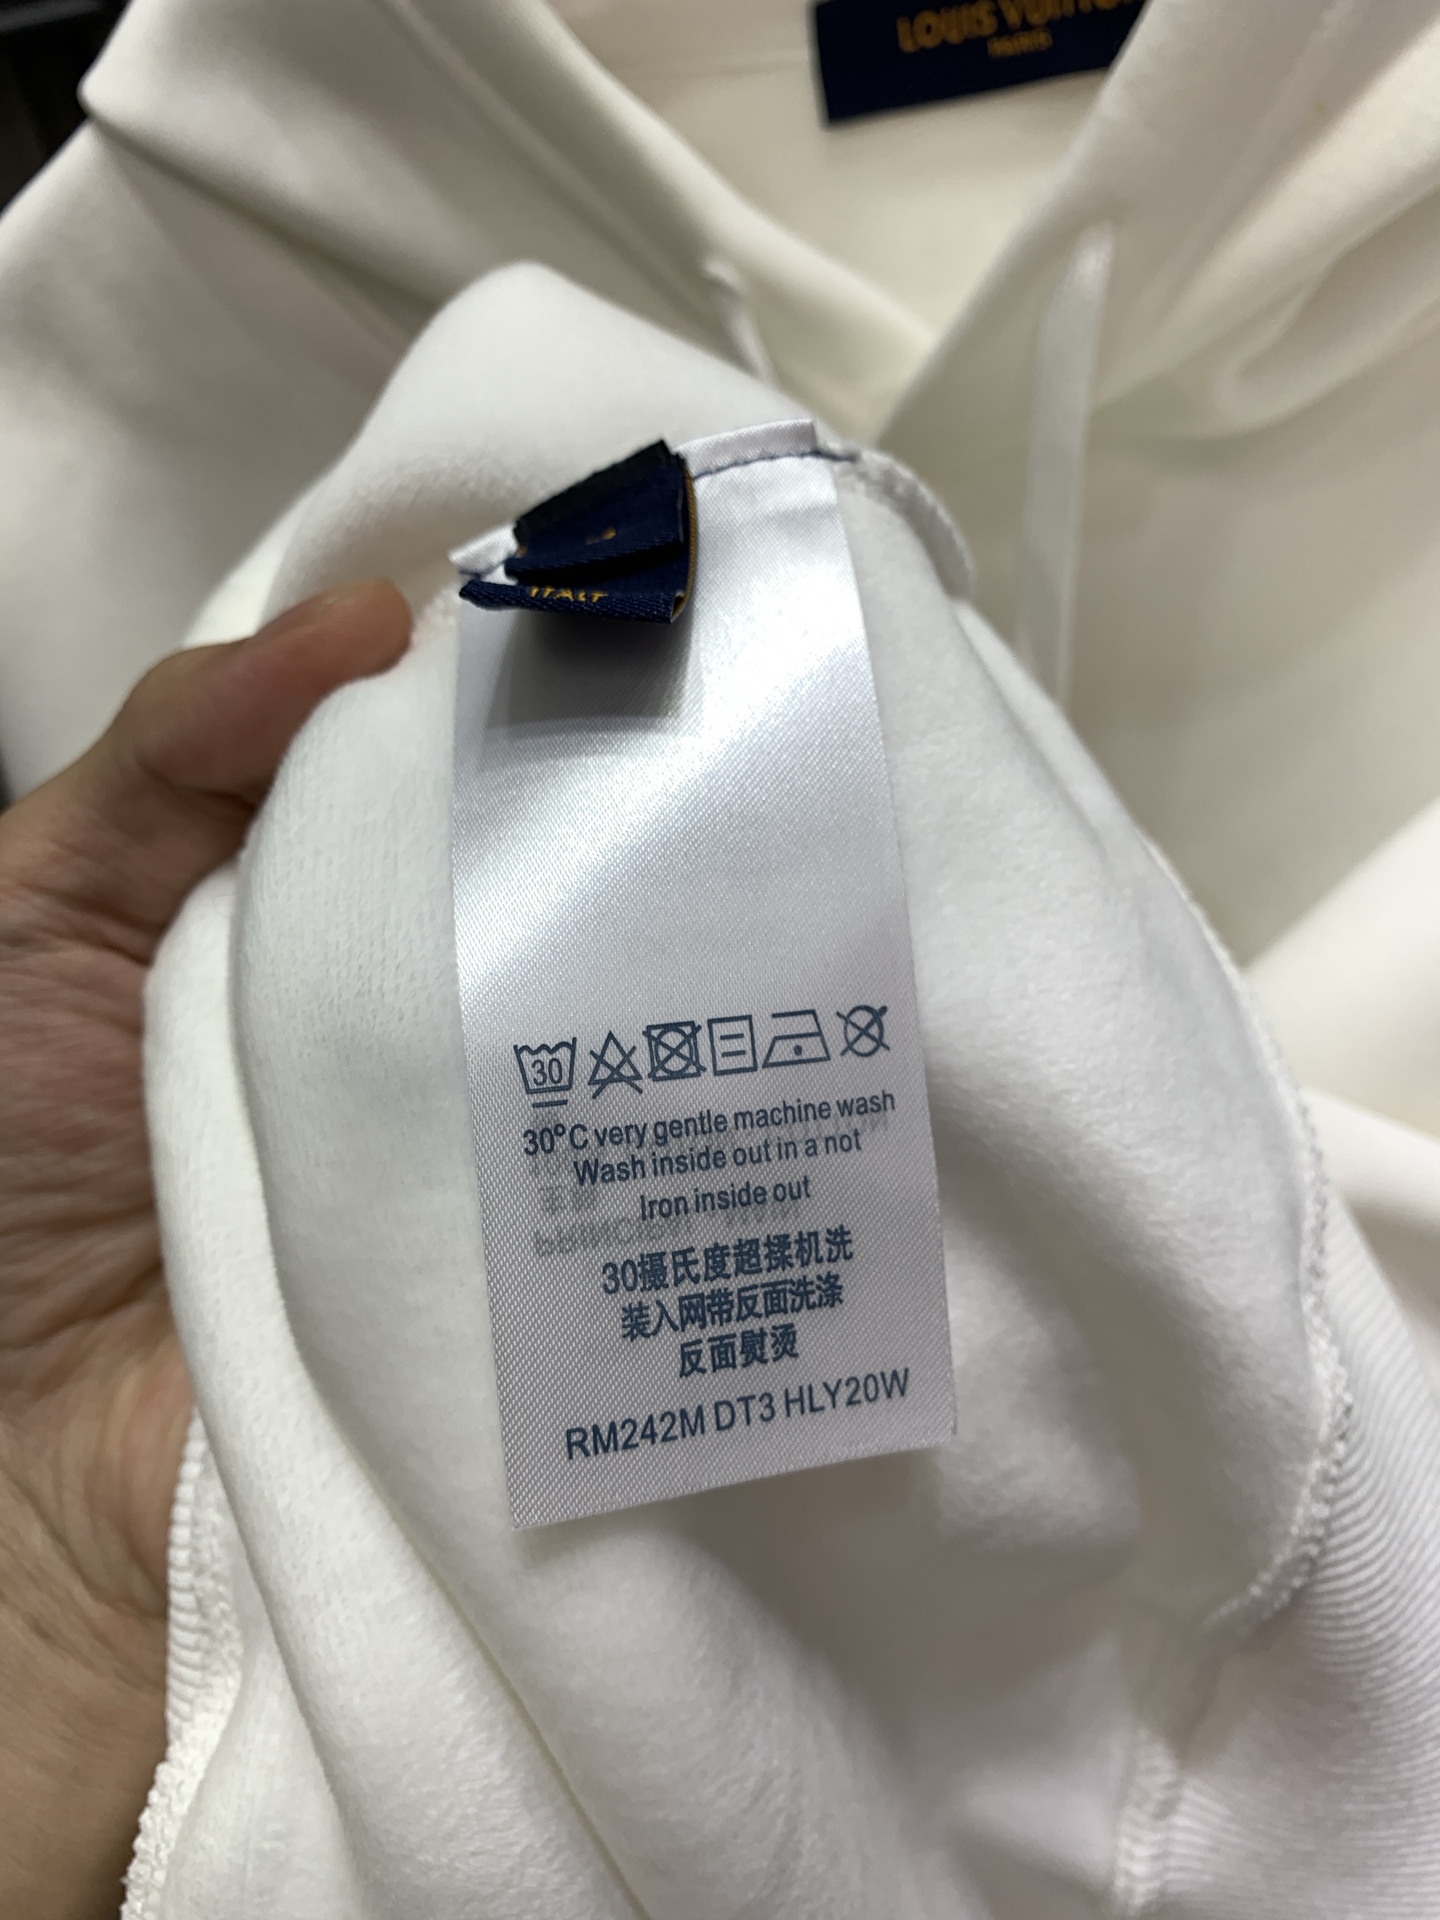 LOUIS VUITTON
PARIS
ITALY
30
30°C very gentle machine wash
Wash inside out in a not
Iron inside out
30摄氏度超揉机洗
装入网带反面洗涤
反面熨烫
RM242M DT3 HLY20W